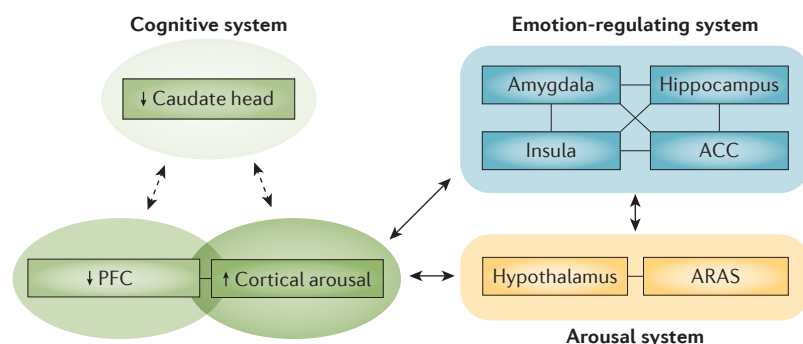 Cognitive system
Emotion-regulating system
↓ Caudate head
Amygdala
Hippocampus
Insula
ACC
↓ PFC
↑ Cortical arousal
Hypothalamus
ARAS
Arousal system